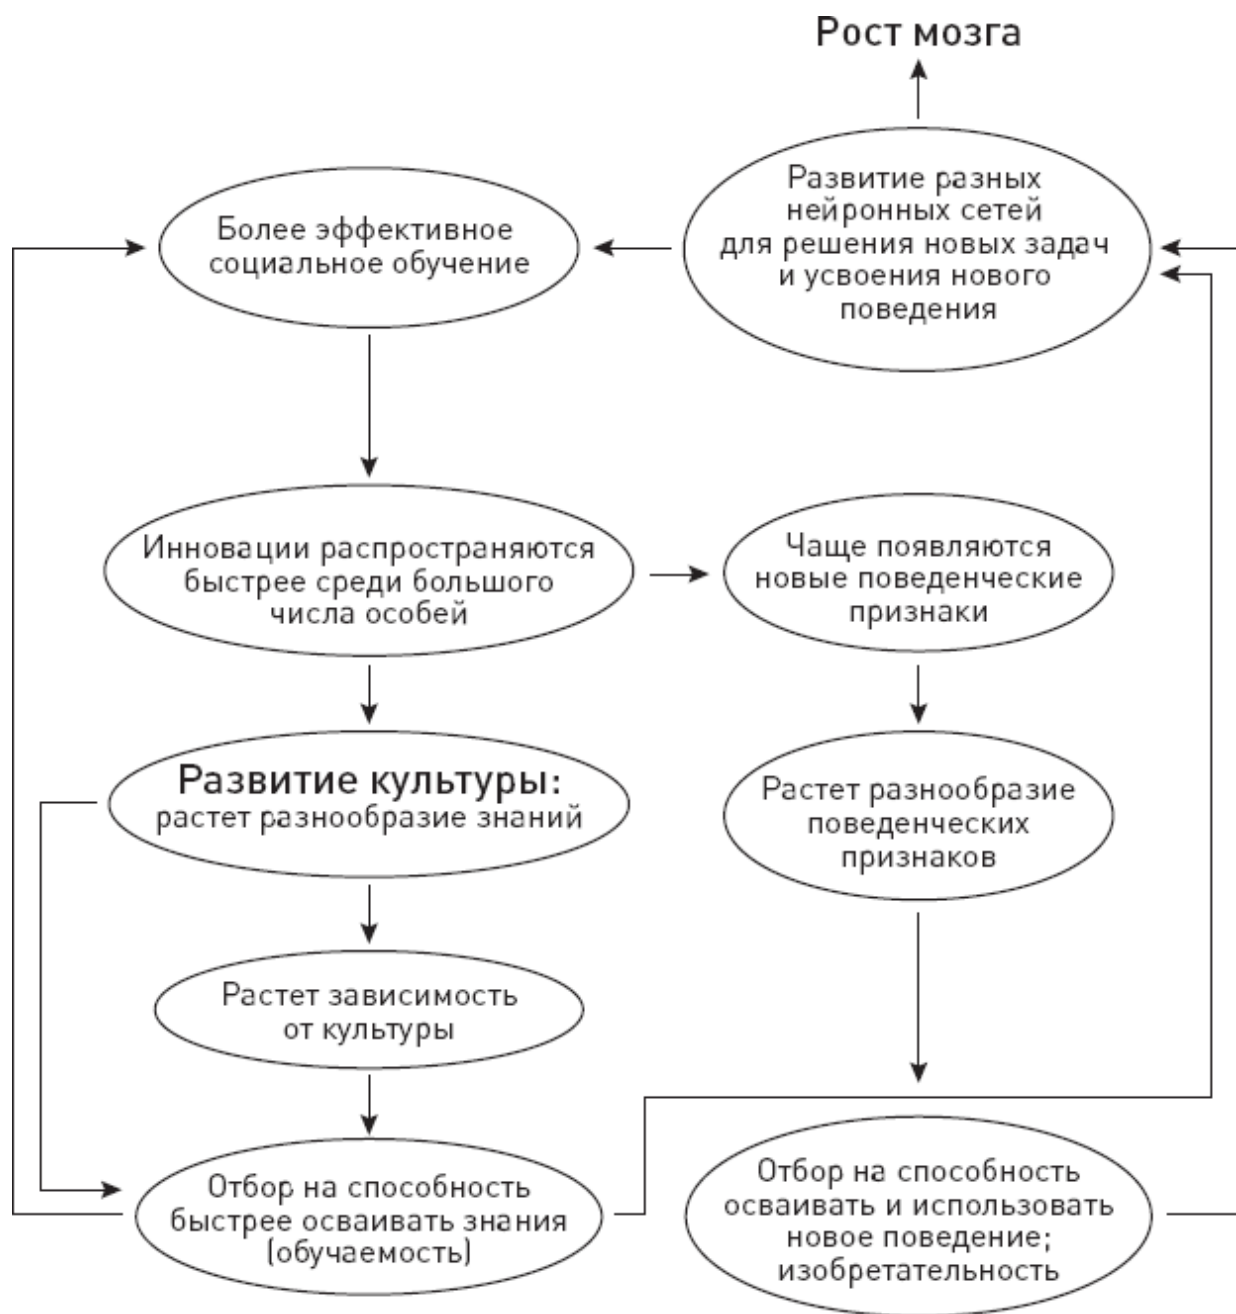 Рост мозга
Развитие разных
нейронных сетей
для решения новых задач
и усвоения нового
поведения
Более эффективное
социальное обучение
Инновации распространяются
быстрее среди большого
числа особей
Чаще появляются
новые поведенческие
признаки
Развитие культуры:
растет разнообразие знаний
Растет разнообразие
поведенческих
признаков
Растет зависимость
от культуры
Отбор на способность
быстрее осваивать знания
(обучаемость)
Отбор на способность
осваивать и использовать
новое поведение;
изобретательность